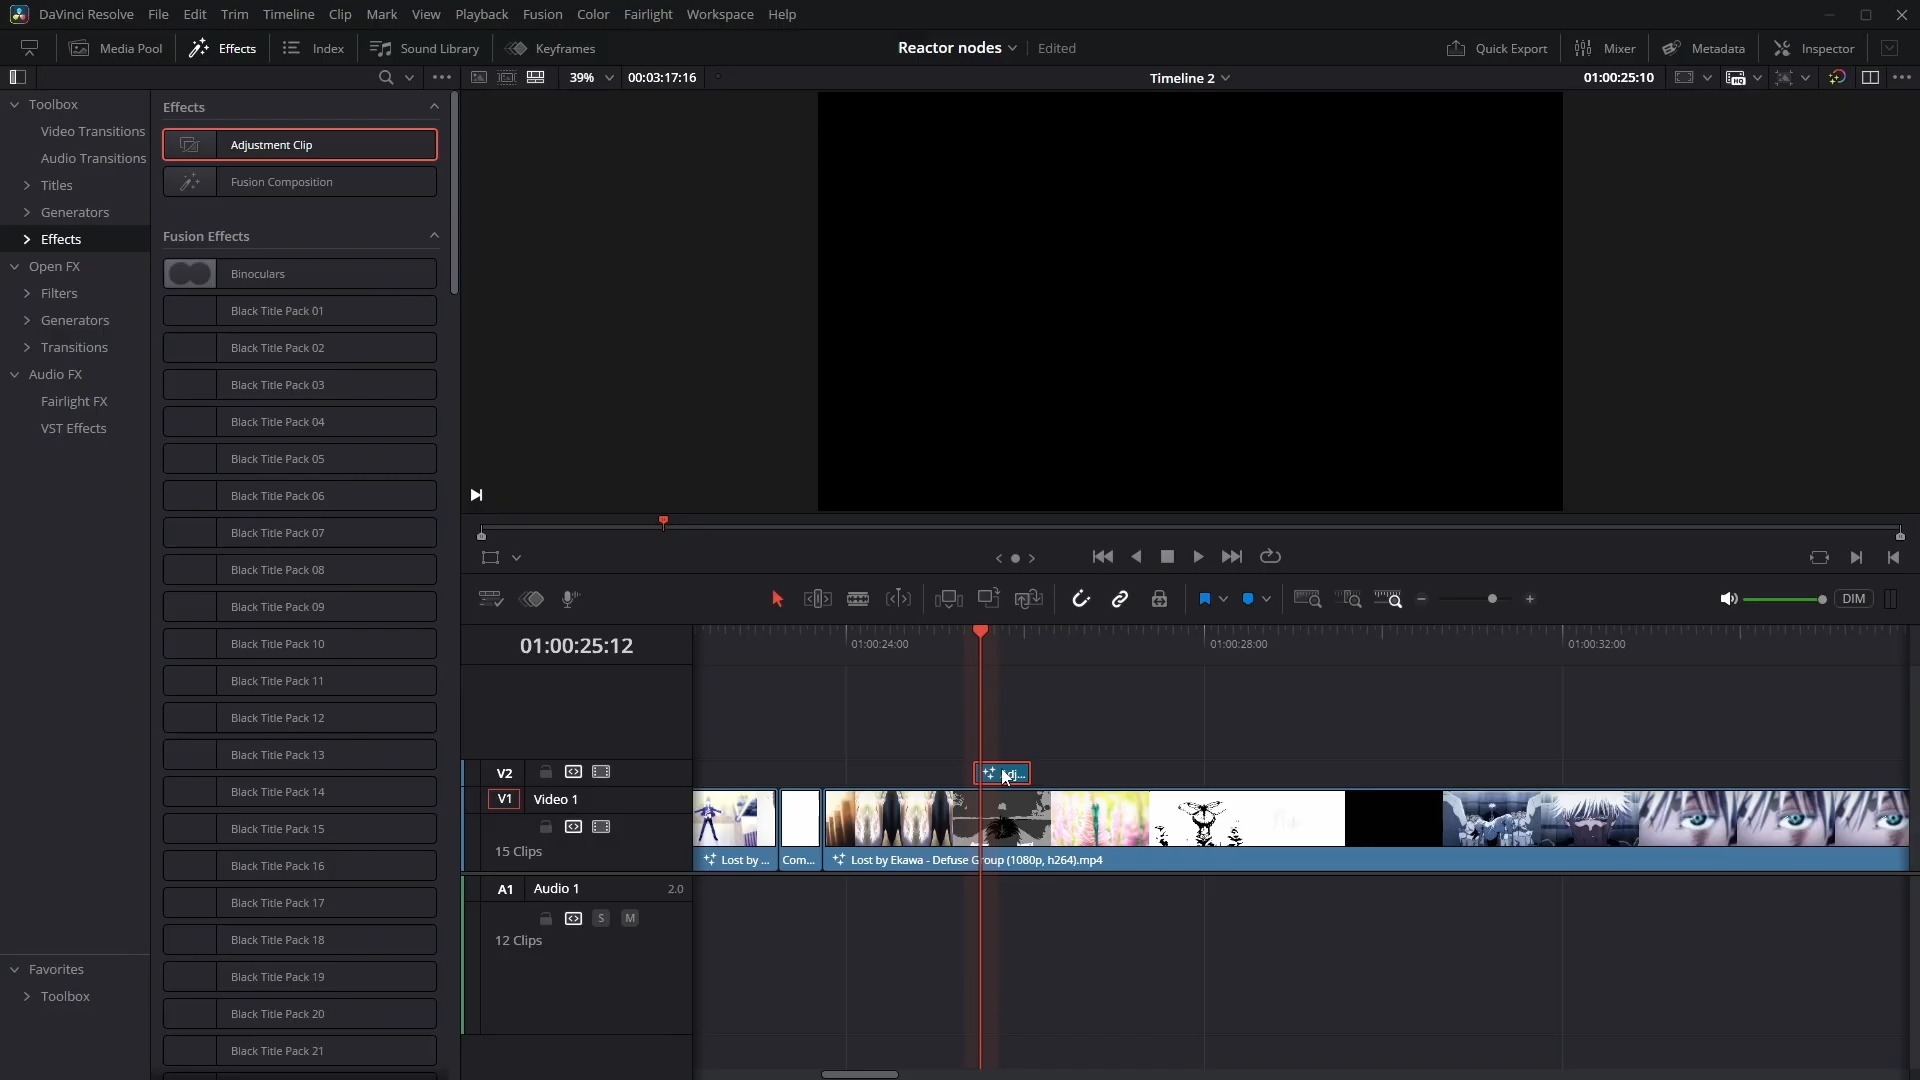 DaVinci Resolve File Edit Trim Timeline Clip Mark View Playback Fusion Color Fairlight Workspace Help
Media Pool Effects Index Sound Library Keyframes Reactor nodes Edited Quick Export Mixer Metadata Inspector
39% 00:03:17:16 Timeline 2 01:00:25:10
Toolbox
Video Transitions
Audio Transitions
Titles
Generators
Effects
Open FX
Filters
Generators
Transitions
Audio FX
Fairlight FX
VST Effects
Favorites
Toolbox
Effects
Adjustment Clip
Fusion Composition
Fusion Effects
Binoculars
Black Title Pack 01
Black Title Pack 02
Black Title Pack 03
Black Title Pack 04
Black Title Pack 05
Black Title Pack 06
Black Title Pack 07
Black Title Pack 08
Black Title Pack 09
Black Title Pack 10
Black Title Pack 11
Black Title Pack 12
Black Title Pack 13
Black Title Pack 14
Black Title Pack 15
Black Title Pack 16
Black Title Pack 17
Black Title Pack 18
Black Title Pack 19
Black Title Pack 20
Black Title Pack 21
DIM
01:00:25:12 01:00:24:00 01:00:28:00 01:00:32:00
V2
V1 Video 1
15 Clips Lost by ... Com... Lost by Ekawa - Defuse Group (1080p, h264).mp4
A1 Audio 1 2.0
S M
12 Clips